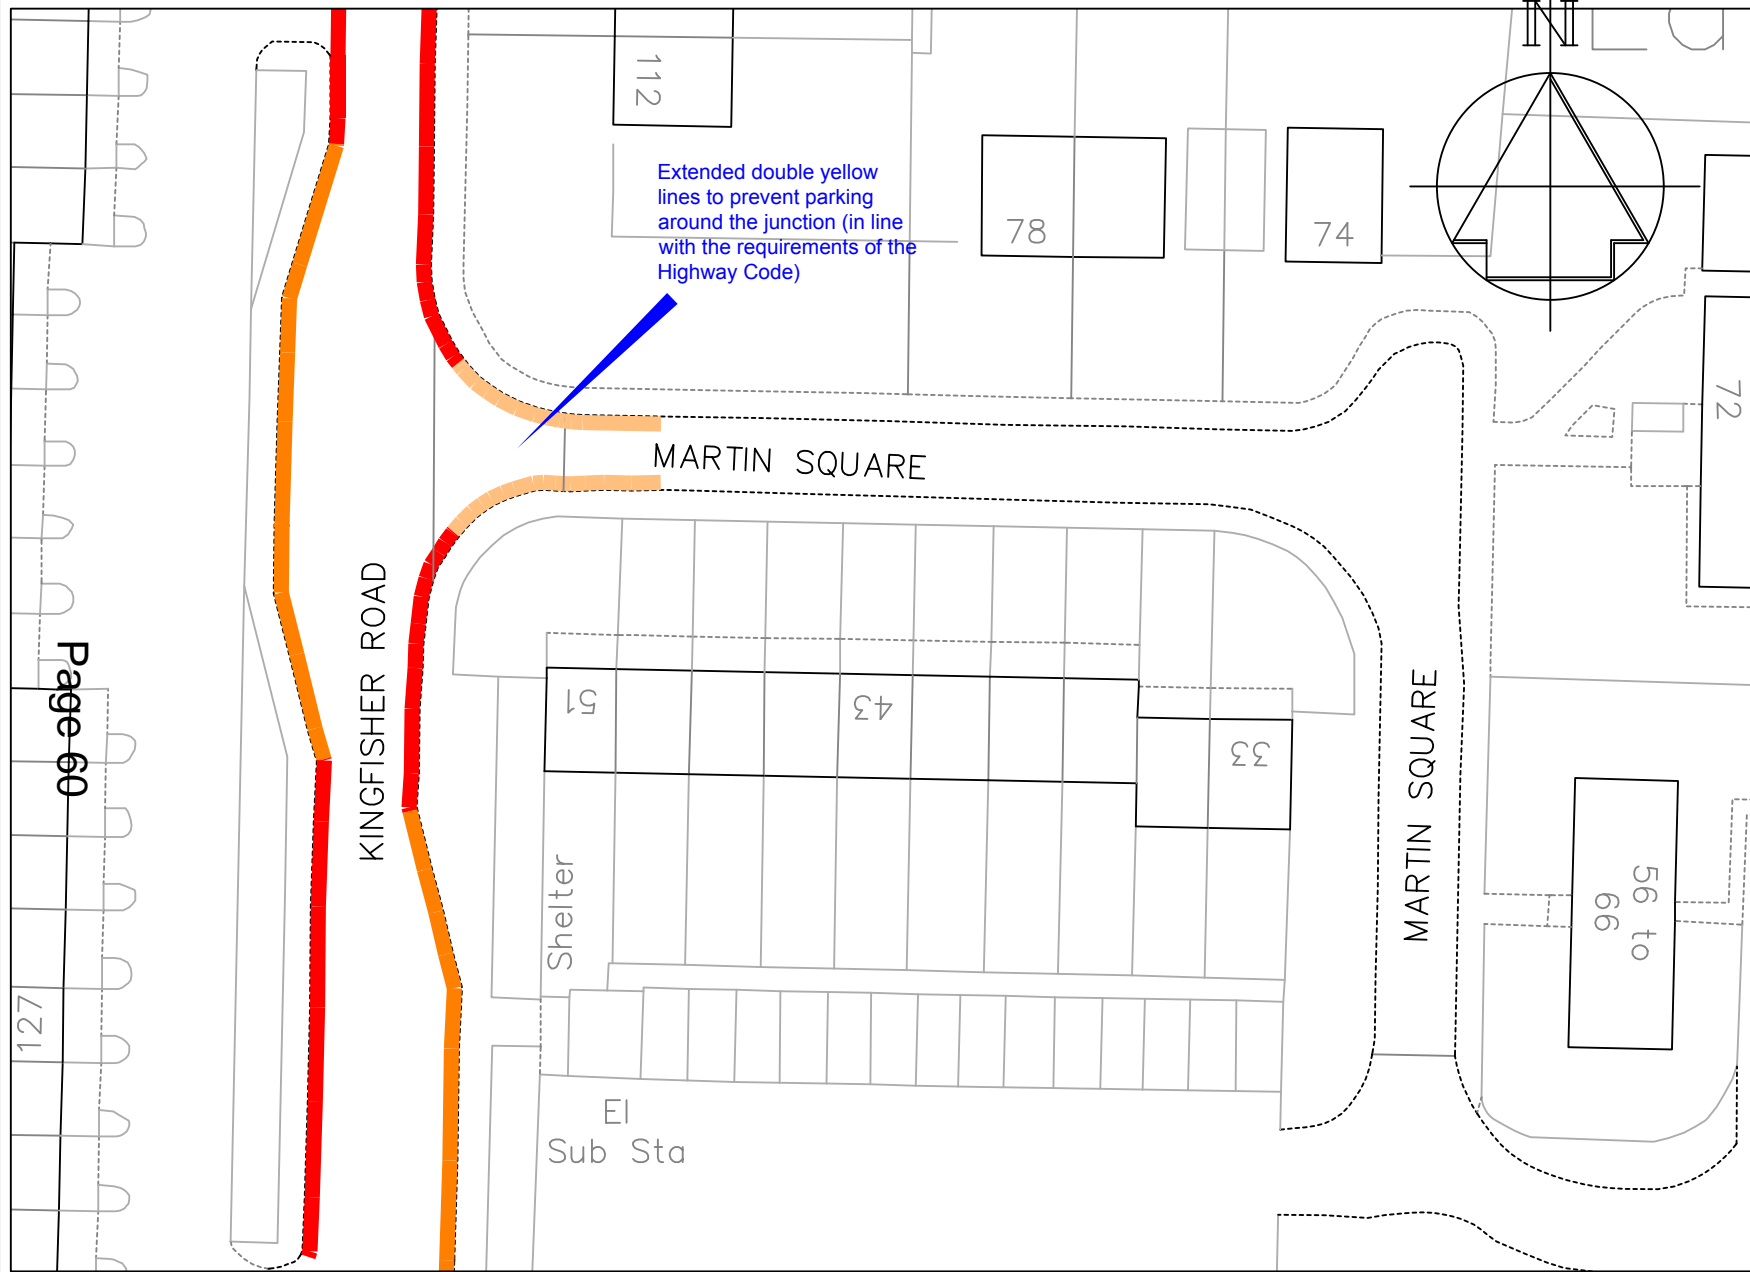 N
112
Extended double yellow
lines to prevent parking
around the junction (in line
with the requirements of the
Highway Code)
78
74
72
MARTIN SQUARE
KINGFISHER ROAD
Page 60
51
43
33
MARTIN SQUARE
56 to
66
Shelter
127
El
Sub Sta